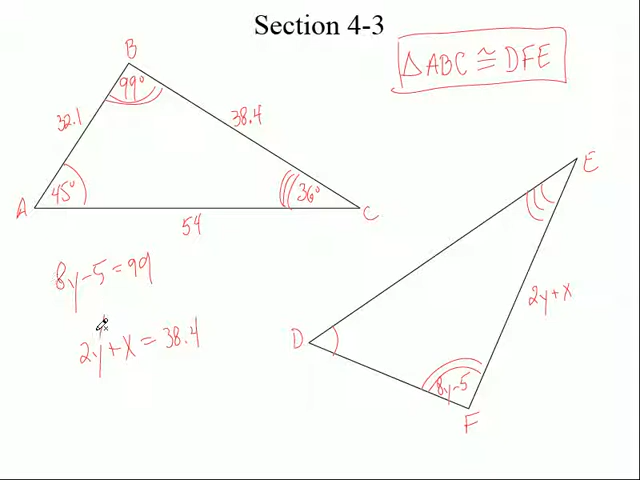 Section 4-3
△ABC ≅ DFE
B
99°
32.1
38.4
E
A
45°
36°
C
54
8y-5=99
2y+x
2y+x=38.4
D
8y-5
F